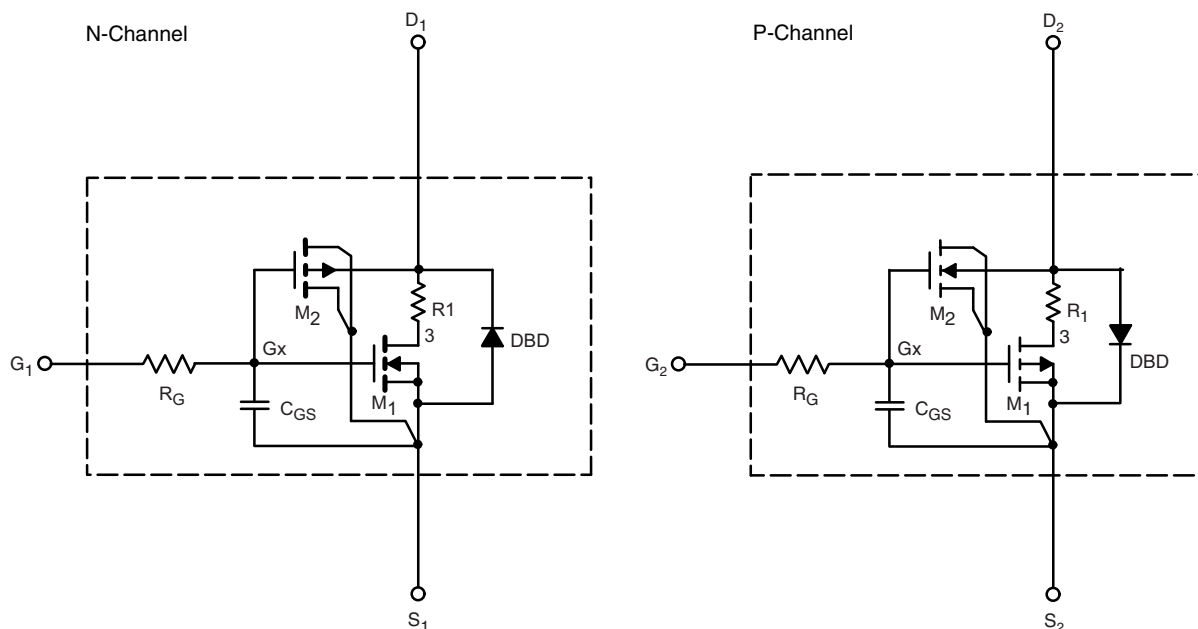 N-Channel
D1
M2
R1
3
DBD
Gx
G1
RG
M1
CGS
S1
P-Channel
D2
M2
R1
3
DBD
Gx
G2
RG
M1
CGS
S2